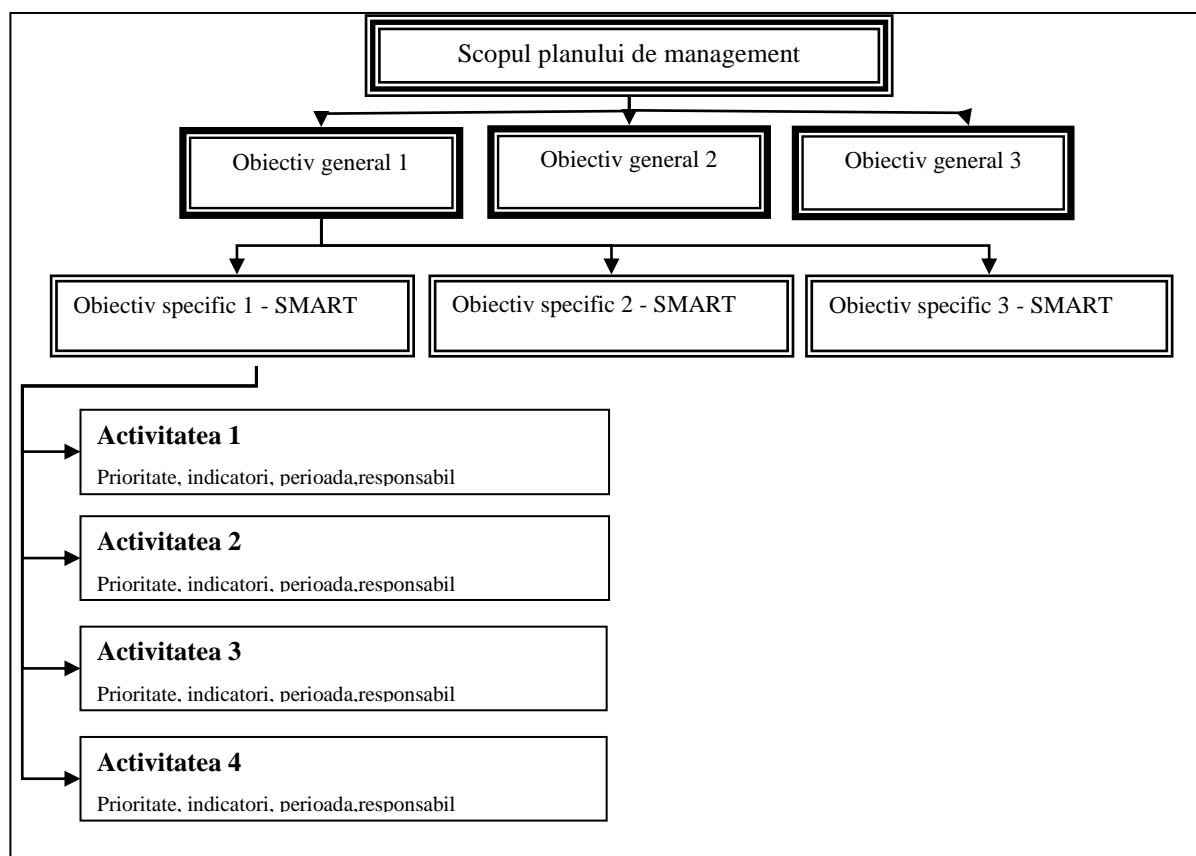 Scopul planului de management
Obiectiv general 1
Obiectiv general 2
Obiectiv general 3
Obiectiv specific 1 - SMART
Obiectiv specific 2 - SMART
Obiectiv specific 3 - SMART
Activitatea 1
Prioritate, indicatori, perioada,responsabil
Activitatea 2
Prioritate, indicatori, perioada,responsabil
Activitatea 3
Prioritate, indicatori, perioada,responsabil
Activitatea 4
Prioritate, indicatori, perioada,responsabil